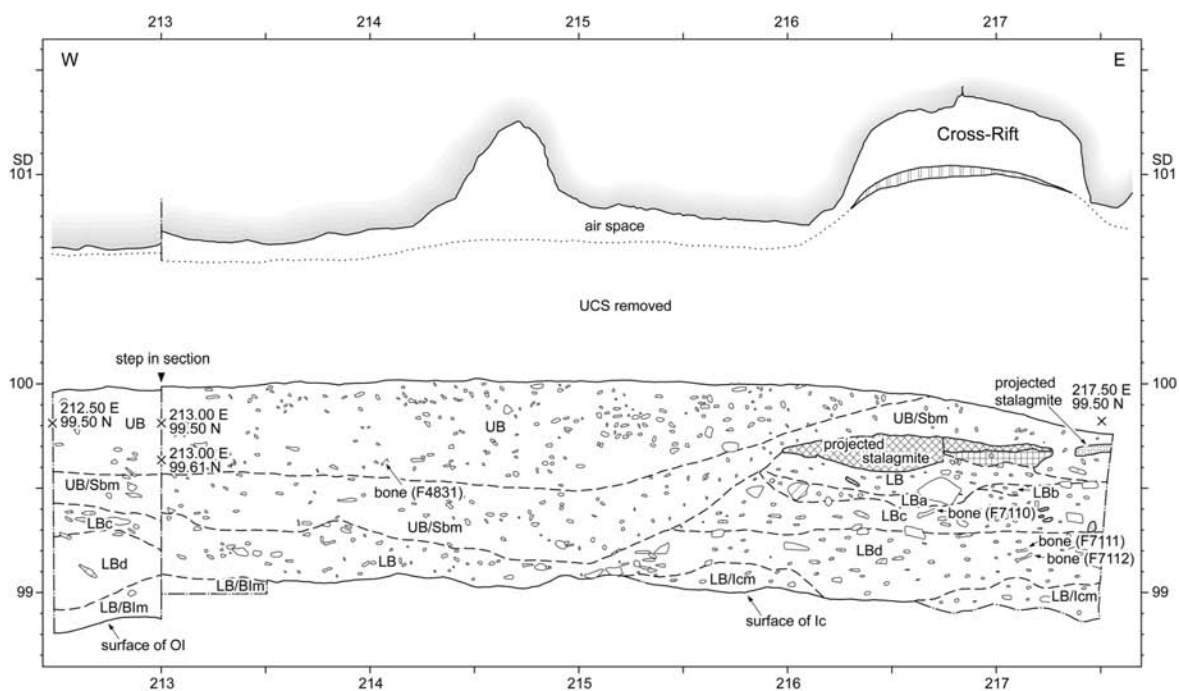 213 214 215 216 217
W E
Cross-Rift
SD SD
101 101
air space
UCS removed
step in section
100 100
projected
stalagmite
217.50 E
99.50 N
212.50 E
99.50 N
UB
213.00 E
99.50 N
UB
UB/Sbm
213.00 E
99.61 N
projected
stalagmite
UB/Sbm
bone (F4831)
LB
LBa
LBb
LBc
LBc
bone (F7110)
UB/Sbm
bone (F7111)
LBd
LB
LBd
bone (F7112)
LB/BIm
LB/Icm
LB/Icm
99 99
surface of OI
surface of Ic
213 214 215 216 217